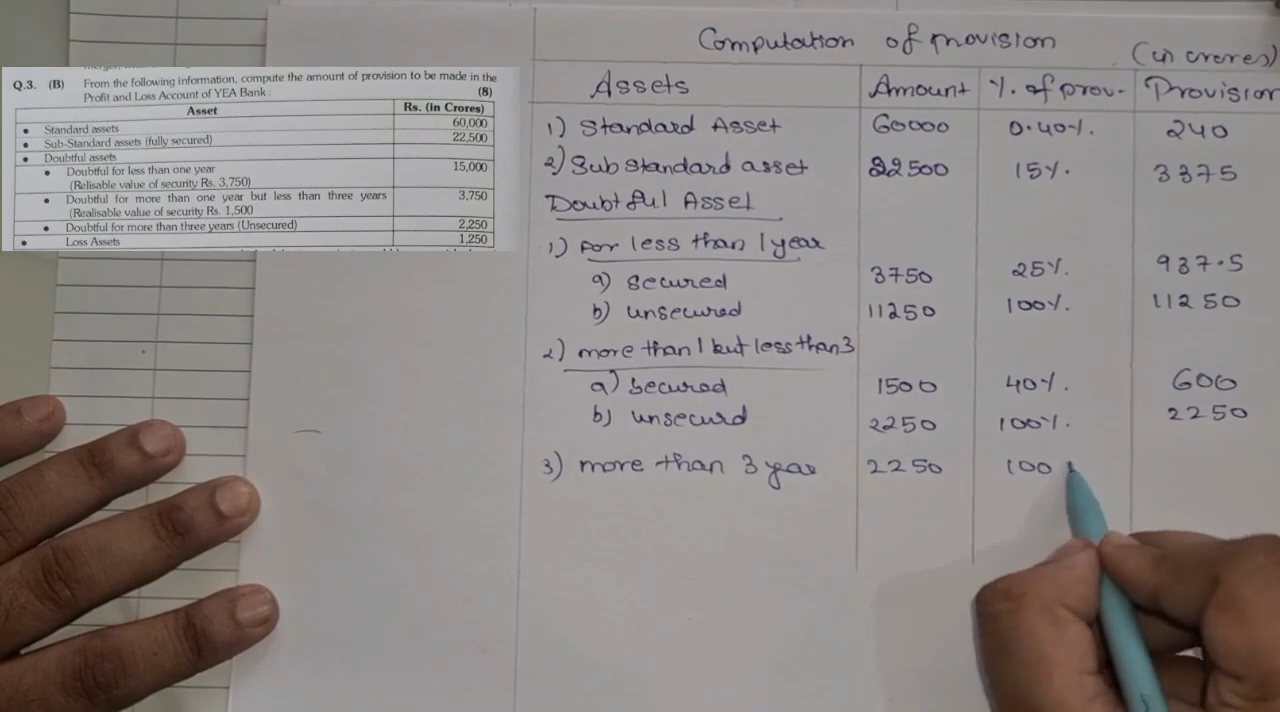 Q.3. (B) From the following information, compute the amount of provision to be made in the
Profit and Loss Account of YEA Bank : (8)
Asset Rs. (in Crores)
• Standard assets 60,000
• Sub-Standard assets (fully secured) 22,500
• Doubtful assets
• Doubtful for less than one year 15,000
(Relisable value of security Rs. 3,750)
• Doubtful for more than one year but less than three years 3,750
(Realisable value of security Rs. 1,500
• Doubtful for more than three years (Unsecured) 2,250
• Loss Assets 1,250
Computation of provision
(in crores)
Assets Amount %. of prov. Provision
1) Standard Asset 60000 0.40%. 240
2) Sub standard asset 22500 15%. 3375
Doubtful Asset
1) For less than 1 year
a) secured 3750 25%. 937.5
b) unsecured 11250 100%. 11250
2) more than 1 but less than 3
a) secured 1500 40%. 600
b) unsecurd 2250 100%. 2250
3) more than 3 year 2250 100